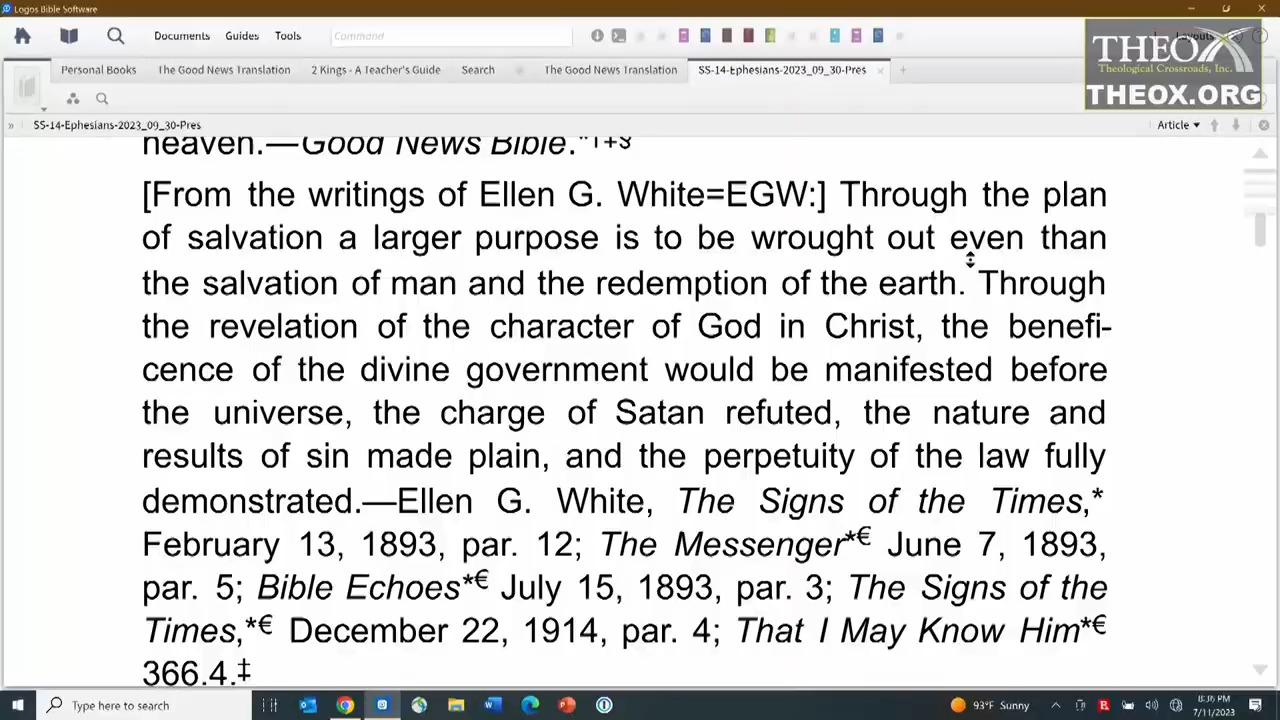 Logos Bible Software
Documents Guides Tools Command Layouts
THEOX
Theological Crossroads, Inc.
THEOX.ORG
Personal Books The Good News Translation 2 Kings - A Teacher's Gui Search The Good News Translation SS-14-Ephesians-2023_09_30-Pres
SS-14-Ephesians-2023_09_30-Pres Article
heaven.—Good News Bible.*1+§
[From the writings of Ellen G. White=EGW:] Through the plan
of salvation a larger purpose is to be wrought out even than
the salvation of man and the redemption of the earth. Through
the revelation of the character of God in Christ, the benefi-
cence of the divine government would be manifested before
the universe, the charge of Satan refuted, the nature and
results of sin made plain, and the perpetuity of the law fully
demonstrated.—Ellen G. White, The Signs of the Times,*
February 13, 1893, par. 12; The Messenger*€ June 7, 1893,
par. 5; Bible Echoes*€ July 15, 1893, par. 3; The Signs of the
Times,*€ December 22, 1914, par. 4; That I May Know Him*€
366.4.‡
Type here to search 93°F Sunny
7/11/2023